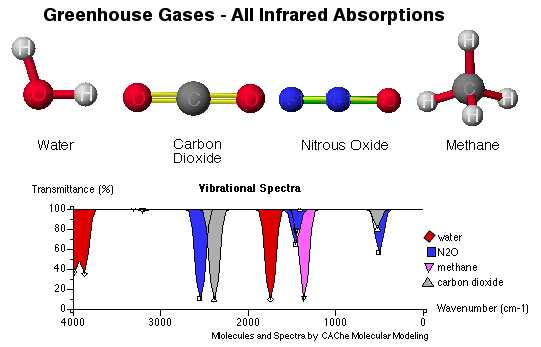 Greenhouse Gases - All Infrared Absorptions
H
O H
O C O
N N O
H
C
H H
H
Water
Carbon
Dioxide
Nitrous Oxide
Methane
Transmittance (%)
Vibrational Spectra
100
80
60
40
20
0
4000 3000 2000 1000 0
water
N2O
methane
carbon dioxide
Wavenumber (cm-1)
Molecules and Spectra by CAChe Molecular Modeling